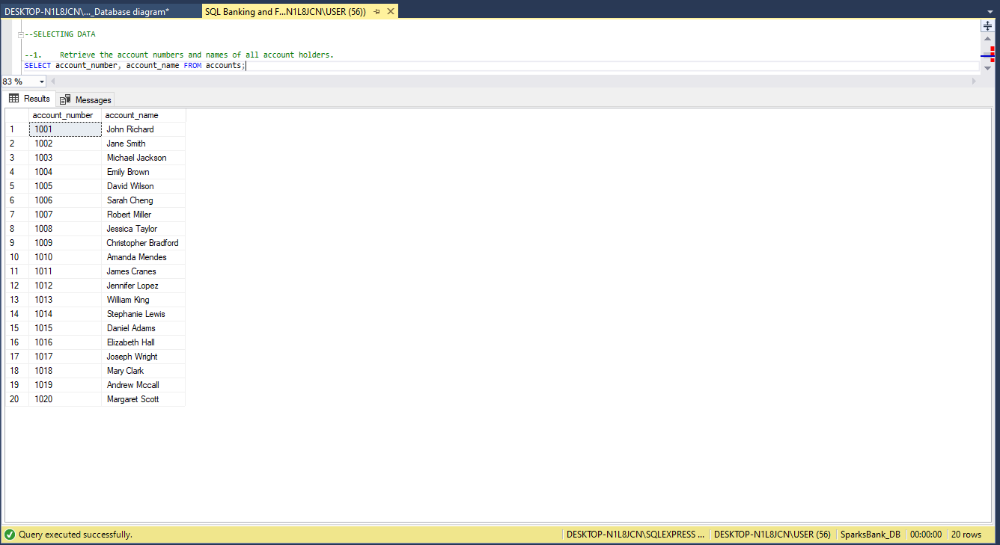 DESKTOP-N1L8JCN\...._Database diagram*
SQL Banking and F...N1L8JCN\USER (56))
--SELECTING DATA
--1. Retrieve the account numbers and names of all account holders.
SELECT account_number, account_name FROM accounts;
83 %
Results Messages
account_number account_name
1 1001 John Richard
2 1002 Jane Smith
3 1003 Michael Jackson
4 1004 Emily Brown
5 1005 David Wilson
6 1006 Sarah Cheng
7 1007 Robert Miller
8 1008 Jessica Taylor
9 1009 Christopher Bradford
10 1010 Amanda Mendes
11 1011 James Cranes
12 1012 Jennifer Lopez
13 1013 William King
14 1014 Stephanie Lewis
15 1015 Daniel Adams
16 1016 Elizabeth Hall
17 1017 Joseph Wright
18 1018 Mary Clark
19 1019 Andrew Mccall
20 1020 Margaret Scott
Query executed successfully.
DESKTOP-N1L8JCN\SQLEXPRESS ... DESKTOP-N1L8JCN\USER (56) SparksBank_DB 00:00:00 20 rows